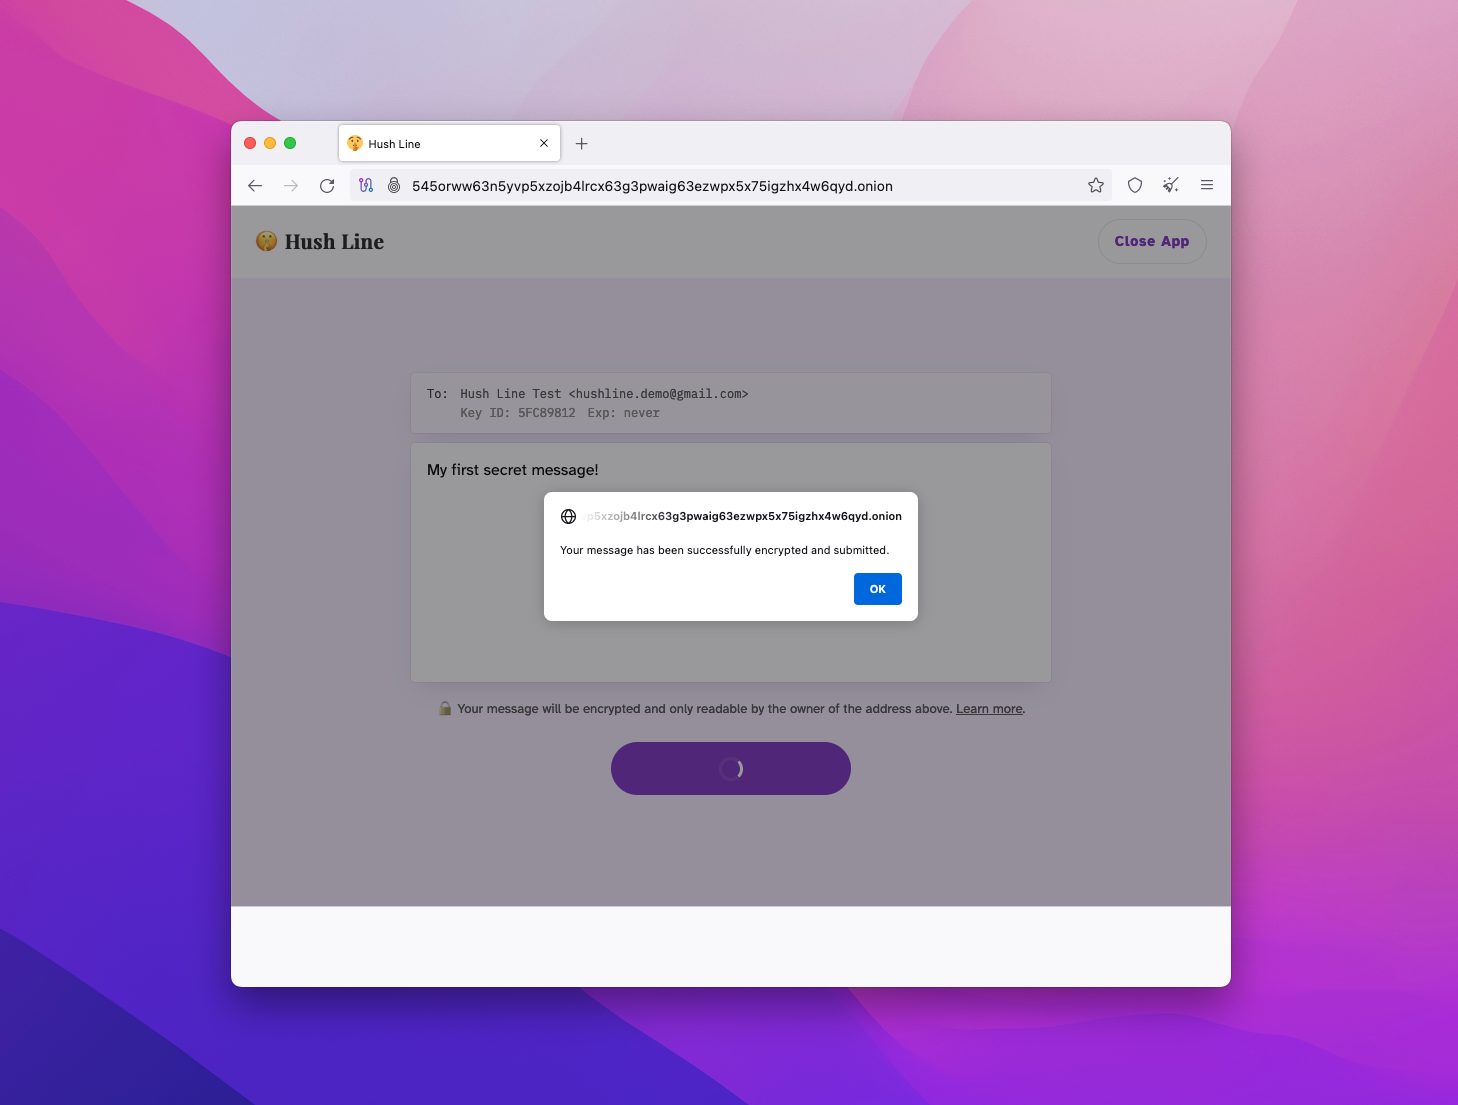 Hush Line
545orww63n5yvp5xzojb4lrcx63g3pwaig63ezwpx5x75igzhx4w6qyd.onion
Hush Line
Close App
To: Hush Line Test <hushline.demo@gmail.com>
Key ID: 5FC89812 Exp: never
My first secret message!
vp5xzojb4lrcx63g3pwaig63ezwpx5x75igzhx4w6qyd.onion
Your message has been successfully encrypted and submitted.
OK
Your message will be encrypted and only readable by the owner of the address above. Learn more.